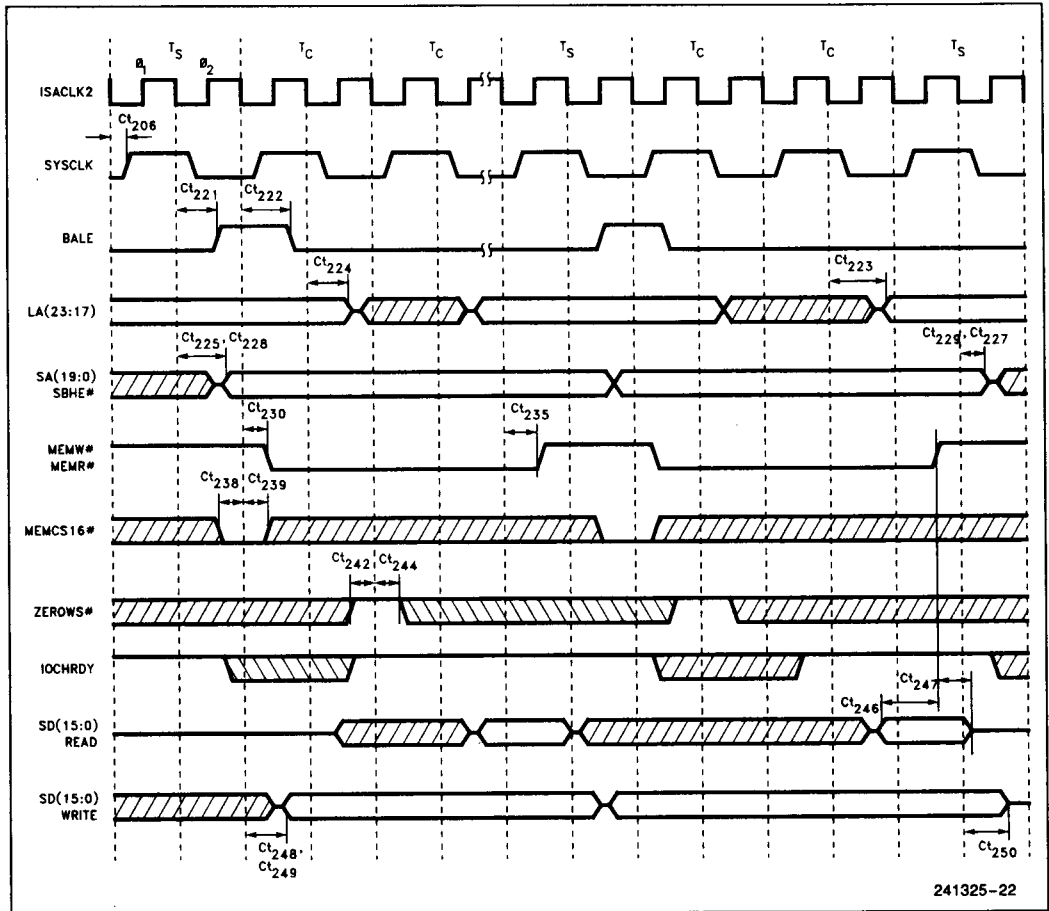 TS TC TC TS TC TC TS
Ø1 Ø2
ISACLK2
Ct206
SYSCLK
Ct221 Ct222
BALE
Ct224 Ct223
LA(23:17)
Ct225, Ct228 Ct229, Ct227
SA(19:0)
SBHE#
Ct230 Ct235
MEMW#
MEMR#
Ct238 Ct239
MEMCS16#
Ct242 Ct244
ZEROWS#
IOCHRDY
Ct246 Ct247
SD(15:0)
READ
SD(15:0)
WRITE
Ct248,
Ct249
Ct250
241325-22